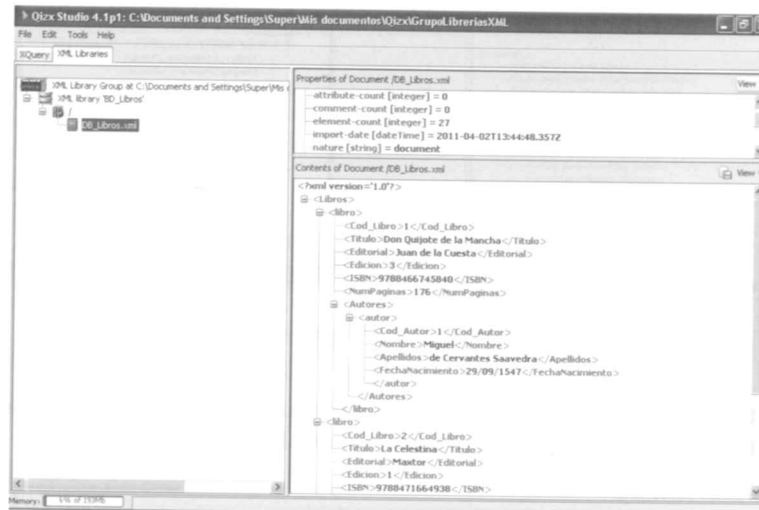 Qizx Studio 4.1p1: C:\Documents and Settings\Super\Mis documentos\Qizx\GrupoLibreriasXML
File Edit Tools Help
XQuery XML Libraries
XML Library Group at C:\Documents and Settings\Super\Mis
XML library 'BD_Libros'
/
DB_Libros.xml
Properties of Document /DB_Libros.xml
View
attribute-count [integer] = 0
comment-count [integer] = 0
element-count [integer] = 27
import-date [dateTime] = 2011-04-02T13:44:48.357Z
nature [string] = document
Contents of Document /DB_Libros.xml
View
<?xml version="1.0"?>
<Libros>
<libro>
<Cod_Libro>1</Cod_Libro>
<Titulo>Don Quijote de la Mancha</Titulo>
<Editorial>Juan de la Cuesta</Editorial>
<Edicion>3</Edicion>
<ISBN>9788466745840</ISBN>
<NumPaginas>176</NumPaginas>
<Autores>
<autor>
<Cod_Autor>1</Cod_Autor>
<Nombre>Miguel</Nombre>
<Apellidos>de Cervantes Saavedra</Apellidos>
<FechaNacimiento>29/09/1547</FechaNacimiento>
</autor>
</Autores>
</libro>
<libro>
<Cod_Libro>2</Cod_Libro>
<Titulo>La Celestina</Titulo>
<Editorial>Maxtor</Editorial>
<Edicion>1</Edicion>
<ISBN>9788471664938</ISBN>
Memory: